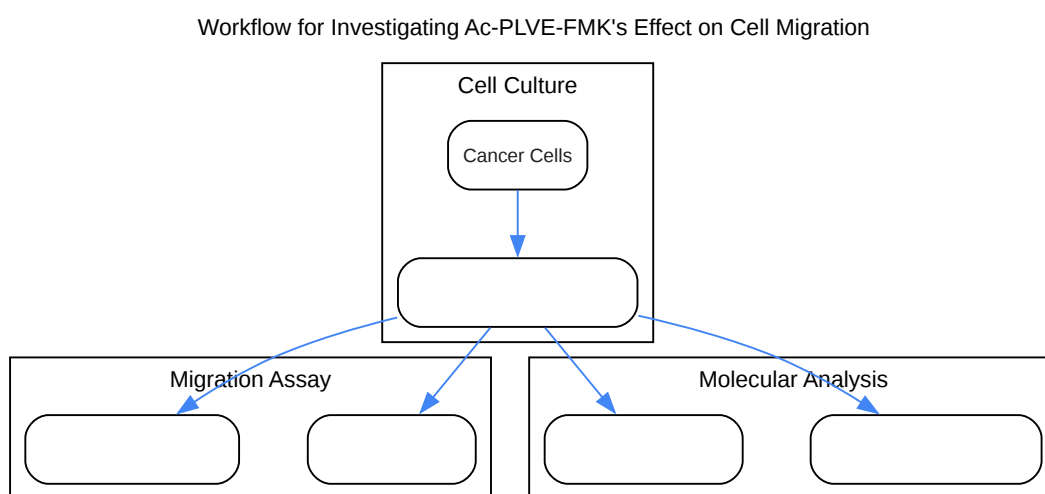 Workflow for Investigating Ac-PLVE-FMK's Effect on Cell Migration
Cell Culture
Cancer Cells
Migration Assay
Molecular Analysis